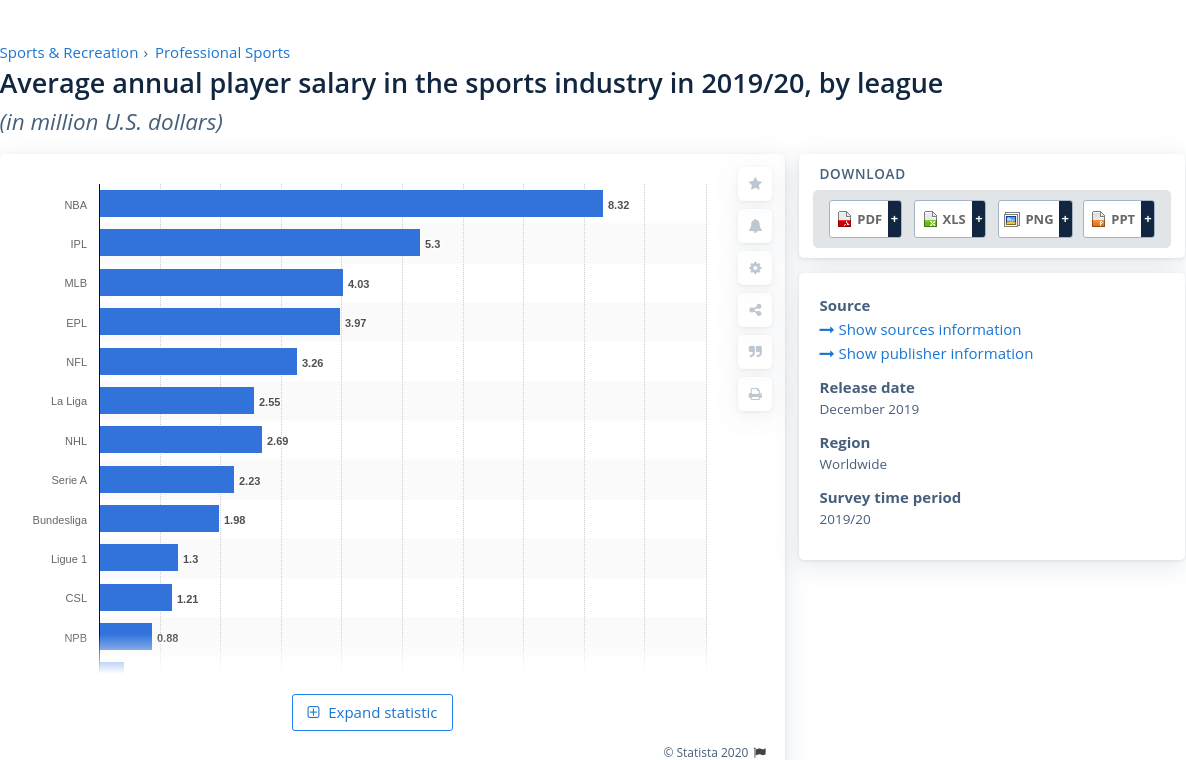 Sports & Recreation › Professional Sports
Average annual player salary in the sports industry in 2019/20, by league
(in million U.S. dollars)
NBA 8.32
IPL 5.3
MLB 4.03
EPL 3.97
NFL 3.26
La Liga 2.55
NHL 2.69
Serie A 2.23
Bundesliga 1.98
Ligue 1 1.3
CSL 1.21
NPB 0.88
Expand statistic
© Statista 2020
DOWNLOAD
PDF + XLS + PNG + PPT +
Source
Show sources information
Show publisher information
Release date
December 2019
Region
Worldwide
Survey time period
2019/20